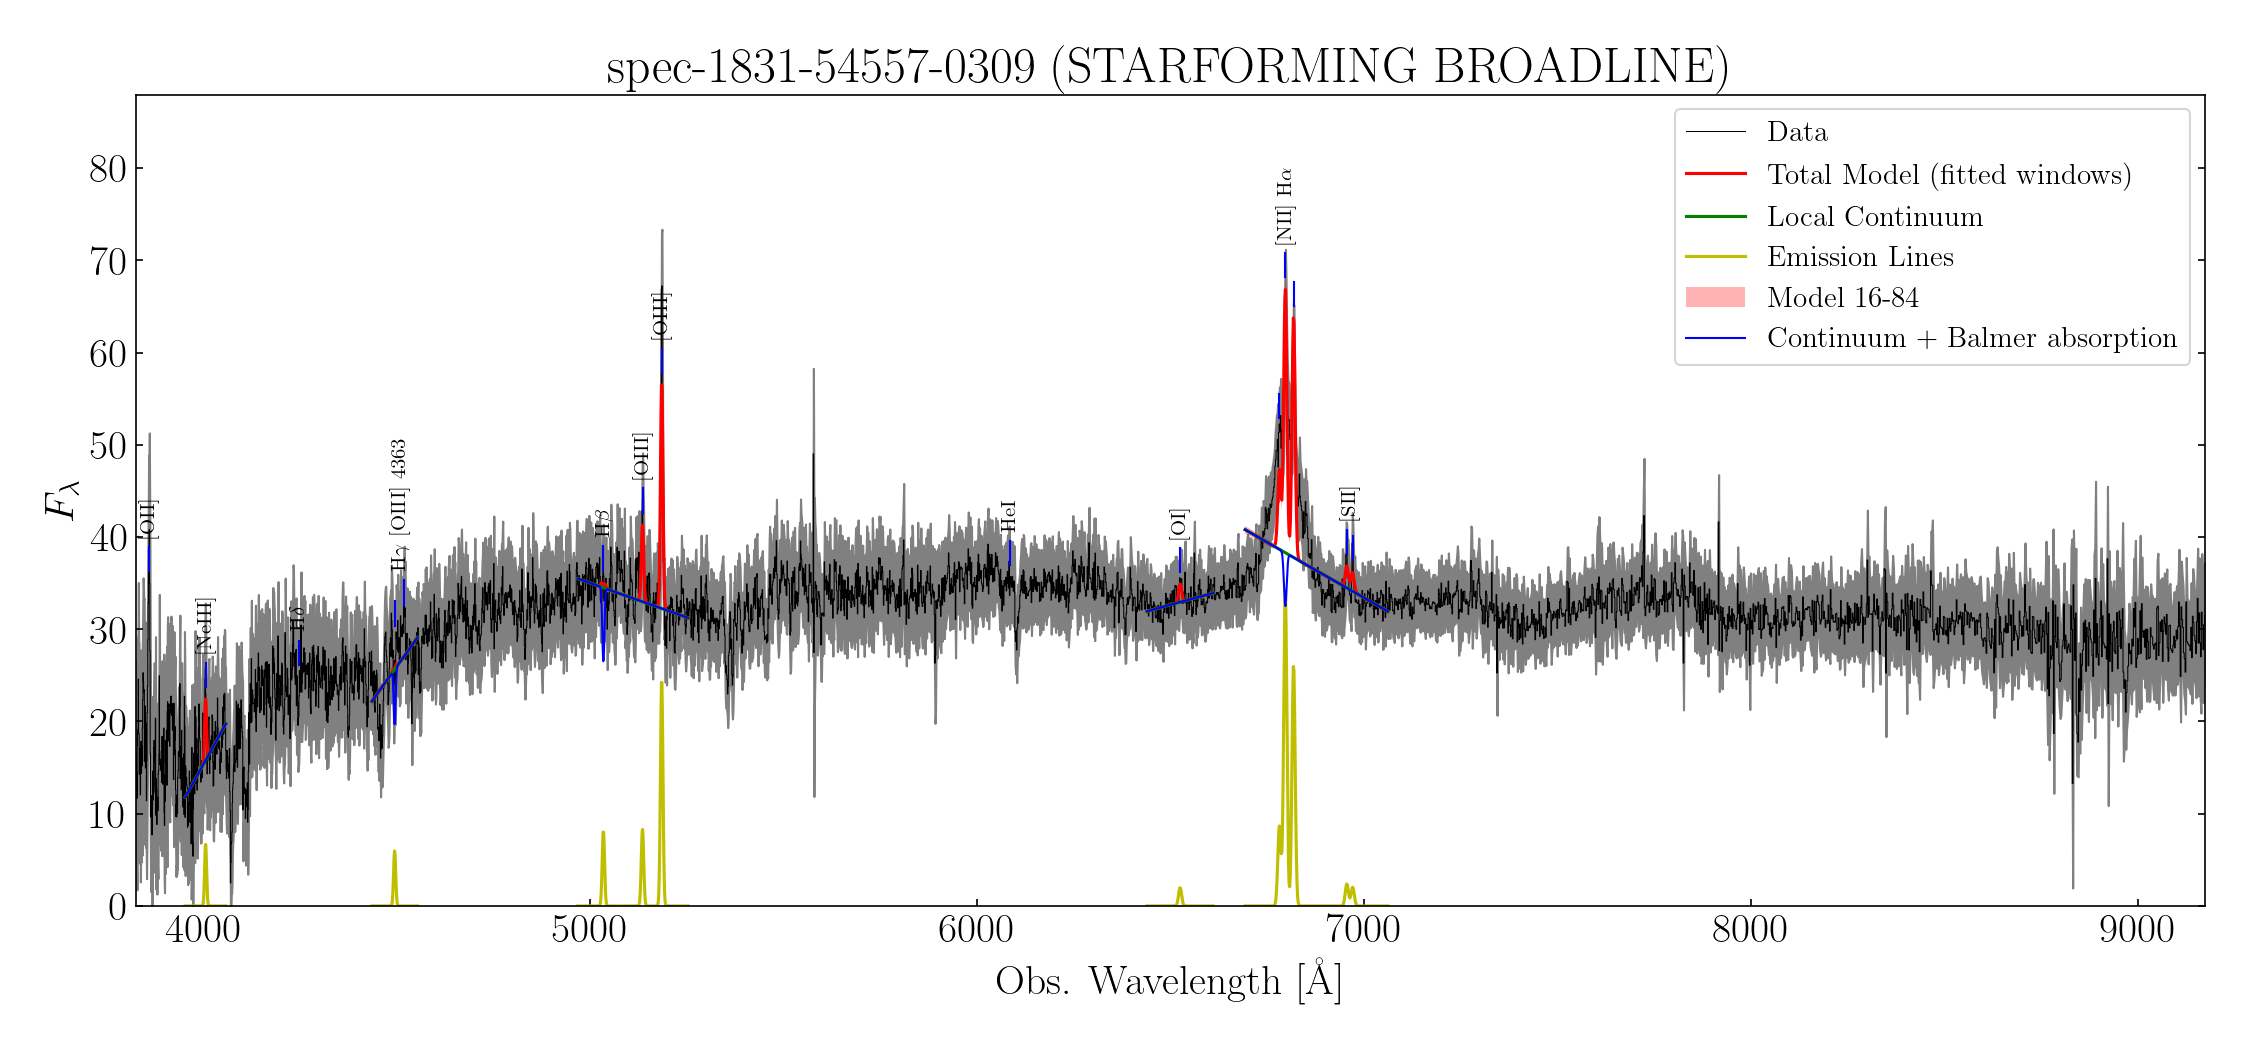 spec-1831-54557-0309 (STARFORMING BROADLINE)
Data
Total Model (fitted windows)
Local Continuum
Emission Lines
Model 16-84
Continuum + Balmer absorption
Fλ
80
70
60
50
40
30
20
10
0
[OII]
[NeIII]
Hδ
Hγ [OIII] 4363
Hβ
[OIII]
[OIII]
HeI
[OI]
[NII] Hα
[SII]
4000 5000 6000 7000 8000 9000
Obs. Wavelength [Å]